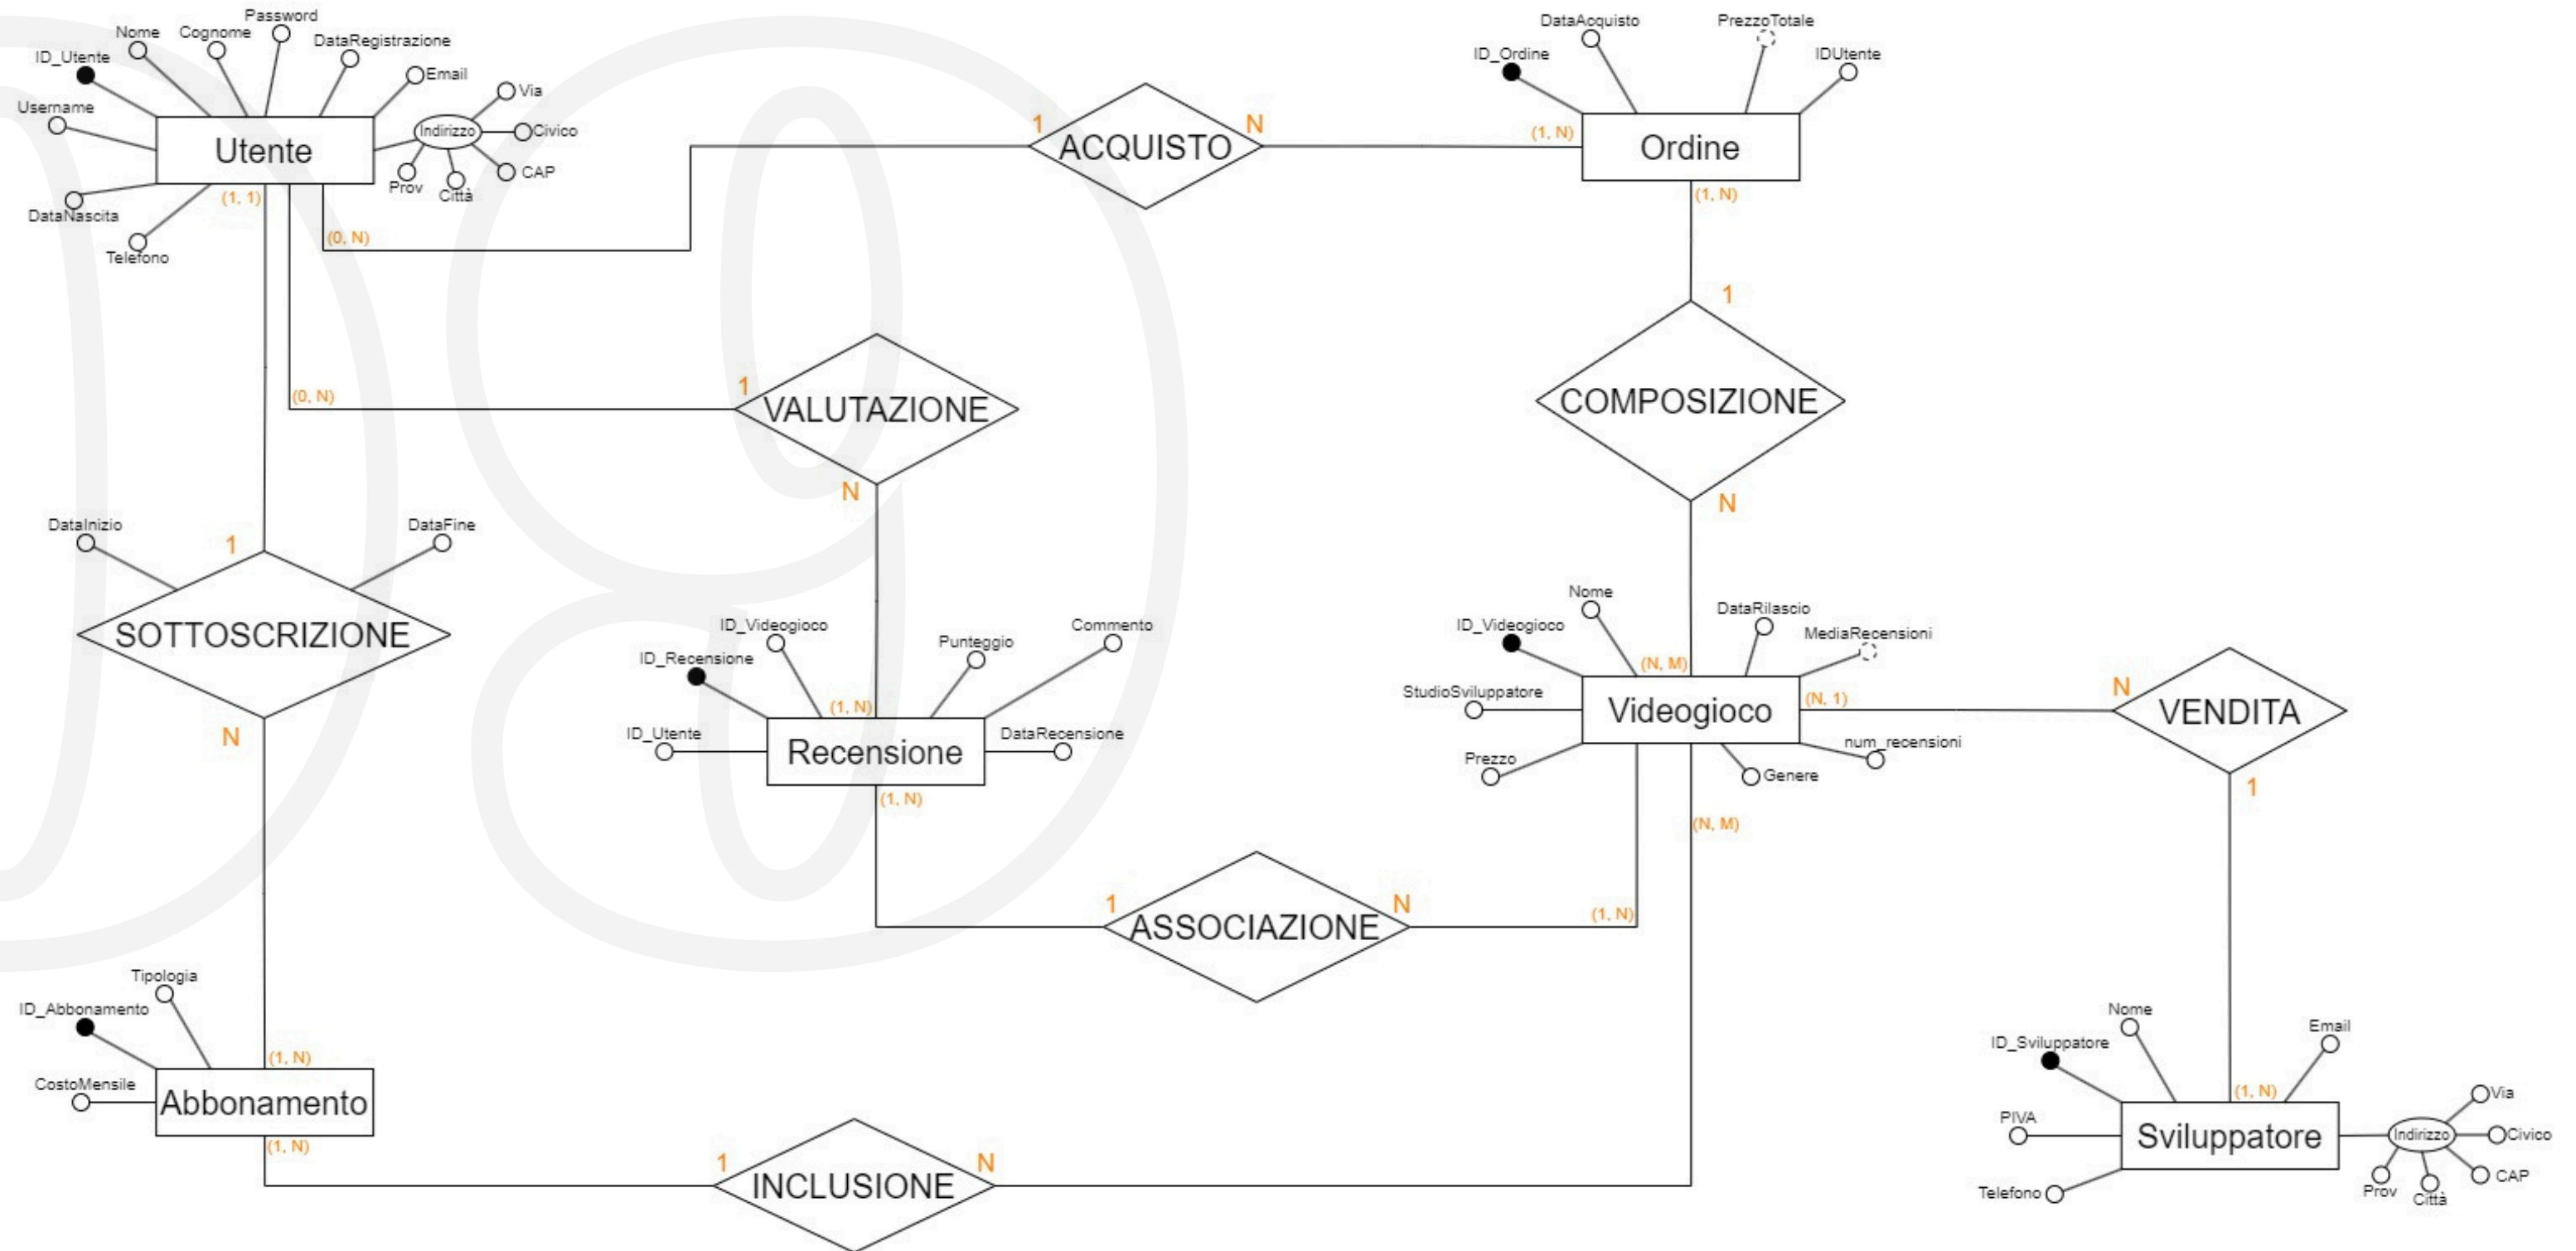 Password
Nome
Cognome
DataRegistrazione
ID_Utente
Email
Username
Via
Indirizzo
Civico
Utente
Prov
Città
CAP
DataNascita
(1, 1)
Telefono
(0, N)
1
ACQUISTO
N
DataAcquisto
PrezzoTotale
ID_Ordine
IDUtente
(1, N)
Ordine
(1, N)
1
COMPOSIZIONE
N
(0, N)
1
VALUTAZIONE
N
DataInizio
DataFine
1
SOTTOSCRIZIONE
N
ID_Videogioco
Commento
Punteggio
ID_Recensione
(1, N)
ID_Utente
DataRecensione
Recensione
(1, N)
Nome
DataRilascio
ID_Videogioco
MediaRecensioni
(N, M)
StudioSviluppatore
(N, 1)
Videogioco
num_recensioni
Prezzo
Genere
(N, M)
N
VENDITA
1
1
ASSOCIAZIONE
N
(1, N)
Tipologia
ID_Abbonamento
(1, N)
CostoMensile
Abbonamento
(1, N)
1
INCLUSIONE
N
Nome
Email
ID_Sviluppatore
(1, N)
Via
PIVA
Sviluppatore
Indirizzo
Civico
Telefono
Prov
Città
CAP